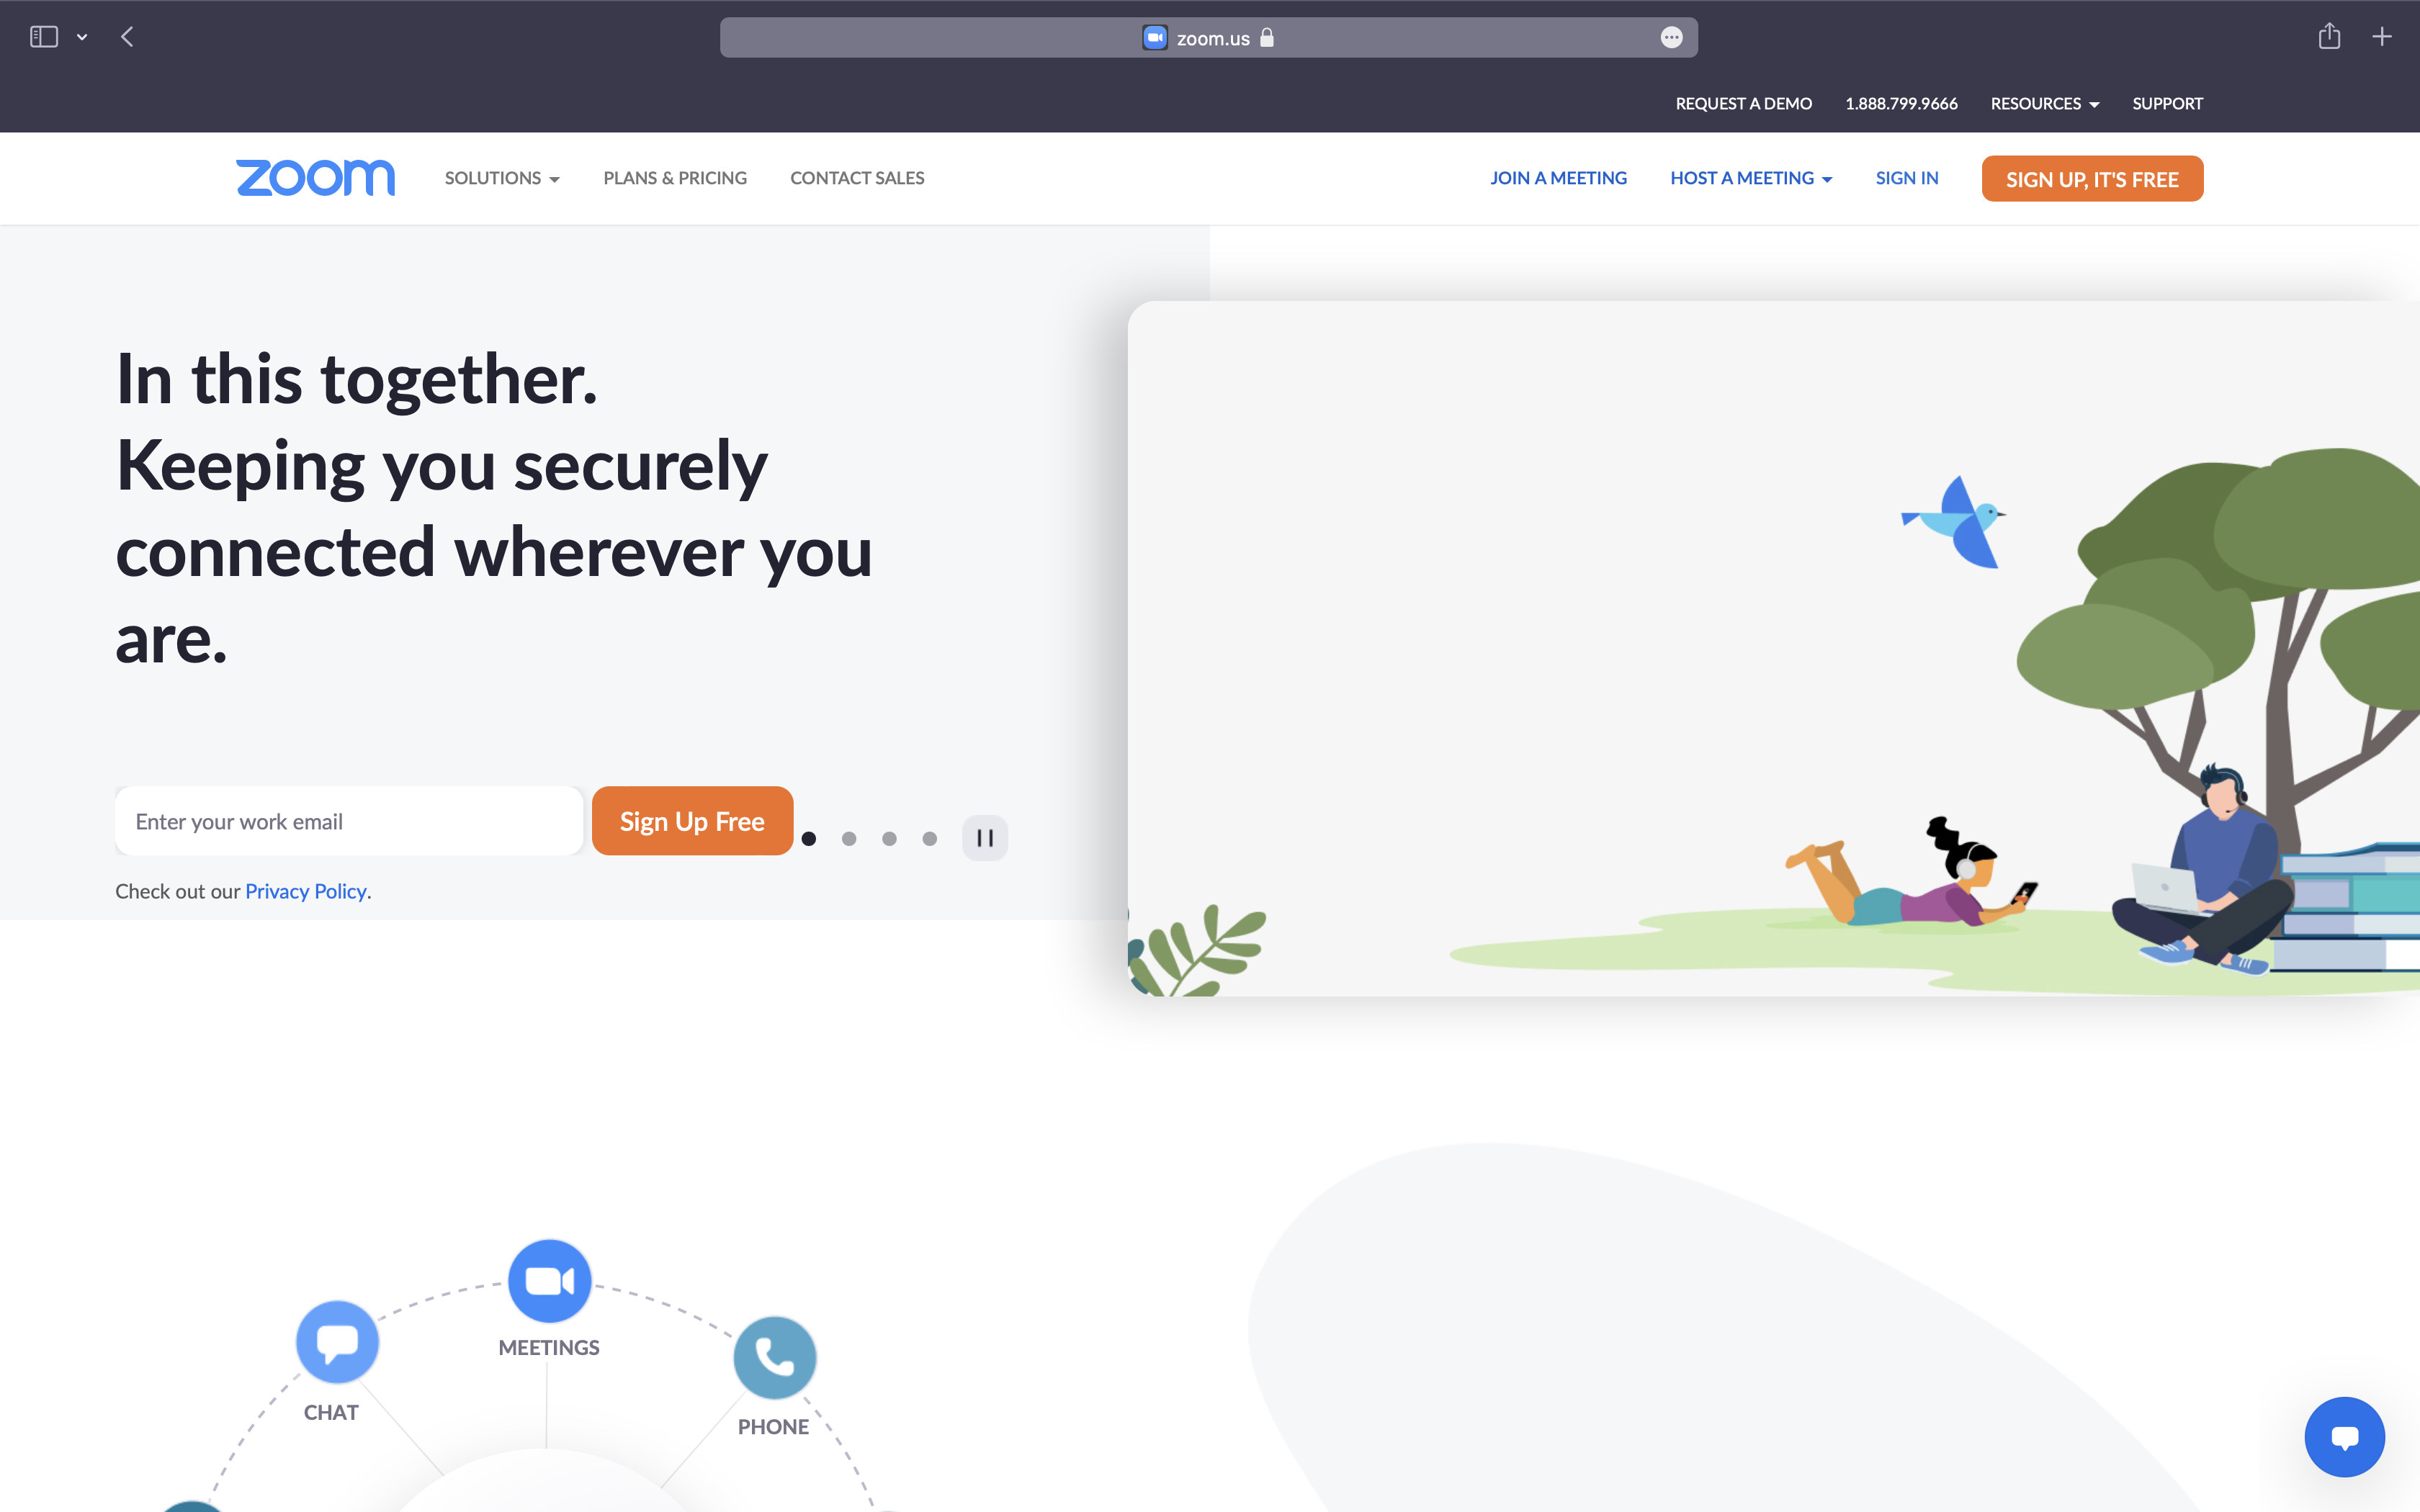 zoom.us
REQUEST A DEMO
1.888.799.9666
RESOURCES
SUPPORT
zoom
SOLUTIONS
PLANS & PRICING
CONTACT SALES
JOIN A MEETING
HOST A MEETING
SIGN IN
SIGN UP, IT'S FREE
In this together.
Keeping you securely
connected wherever you
are.
Enter your work email
Sign Up Free
Check out our Privacy Policy.
MEETINGS
CHAT
PHONE